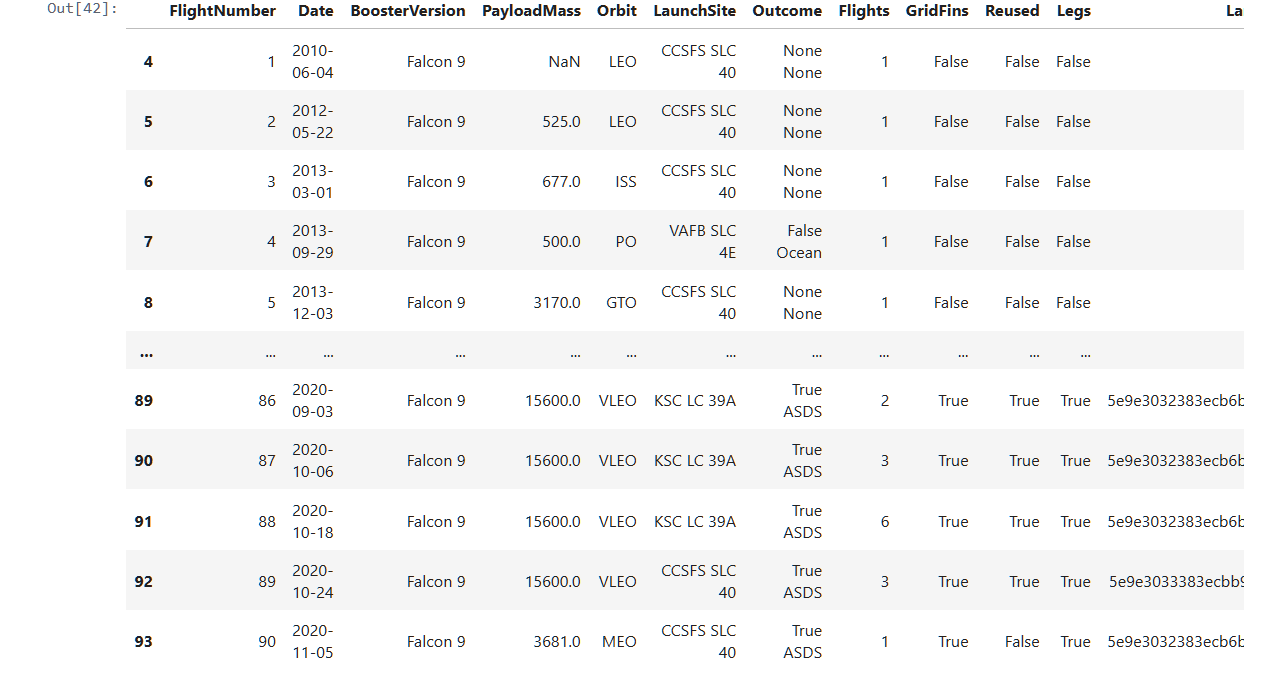 Out[42]:
FlightNumber Date BoosterVersion PayloadMass Orbit LaunchSite Outcome Flights GridFins Reused Legs La
4 1 2010-06-04 Falcon 9 NaN LEO CCSFS SLC 40 None None 1 False False False
5 2 2012-05-22 Falcon 9 525.0 LEO CCSFS SLC 40 None None 1 False False False
6 3 2013-03-01 Falcon 9 677.0 ISS CCSFS SLC 40 None None 1 False False False
7 4 2013-09-29 Falcon 9 500.0 PO VAFB SLC 4E False Ocean 1 False False False
8 5 2013-12-03 Falcon 9 3170.0 GTO CCSFS SLC 40 None None 1 False False False
... ... ... ... ... ... ... ... ... ... ... ...
89 86 2020-09-03 Falcon 9 15600.0 VLEO KSC LC 39A True ASDS 2 True True True 5e9e3032383ecb6b
90 87 2020-10-06 Falcon 9 15600.0 VLEO KSC LC 39A True ASDS 3 True True True 5e9e3032383ecb6b
91 88 2020-10-18 Falcon 9 15600.0 VLEO KSC LC 39A True ASDS 6 True True True 5e9e3032383ecb6b
92 89 2020-10-24 Falcon 9 15600.0 VLEO CCSFS SLC 40 True ASDS 3 True True True 5e9e3033383ecbb9
93 90 2020-11-05 Falcon 9 3681.0 MEO CCSFS SLC 40 True ASDS 1 True False True 5e9e3032383ecb6b